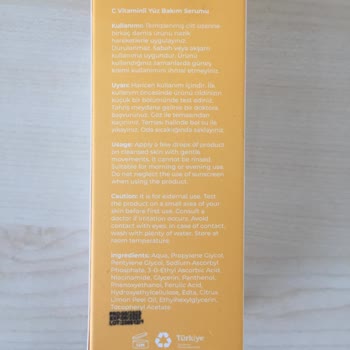 C Vitaminli Yüz Bakım Serumu
Kullanımı: Temizlenmiş cilt üzerine
birkaç damla ürünü nazik
hareketlerle uygulayınız.
Durulanmaz. Sabah veya akşam
kullanıma uygundur. Ürünü
kullandığınız zamanlarda güneş
kremi kullanımını ihmal etmeyiniz.
Uyarı: Haricen kullanım içindir. İlk
kullanım öncesinde ürünü cildinizin
küçük bir bölümünde test ediniz.
Tahriş meydana gelirse bir doktora
başvurunuz. Göz ile temasından
kaçınınız. Temas halinde bol su ile
yıkayınız. Oda sıcaklığında saklayınız.
Usage: Apply a few drops of product
on cleansed skin with gentle
movements. It cannot be rinsed.
Suitable for morning or evening use.
Do not neglect the use of sunscreen
when using the product.
Caution: It is for external use. Test
the product on a small area of your
skin before first use. Consult a
doctor if irritation occurs. Avoid
contact with eyes. In case of contact,
wash with plenty of water. Store at
room temperature.
Ingredients: Aqua, Propylene Glycol,
Pentylene Glycol, Sodium Ascorbyl
Phosphate, 3-O-Ethyl Ascorbic Acid,
Niacinamide, Glycerin, Panthenol,
Phenoxyethanol, Ferulic Acid,
Hydroxyethylcellulose, Edta, Citrus
Limon Peel Oil, Ethylhexylglycerin,
Tocopheryl Acetate
Türkiye